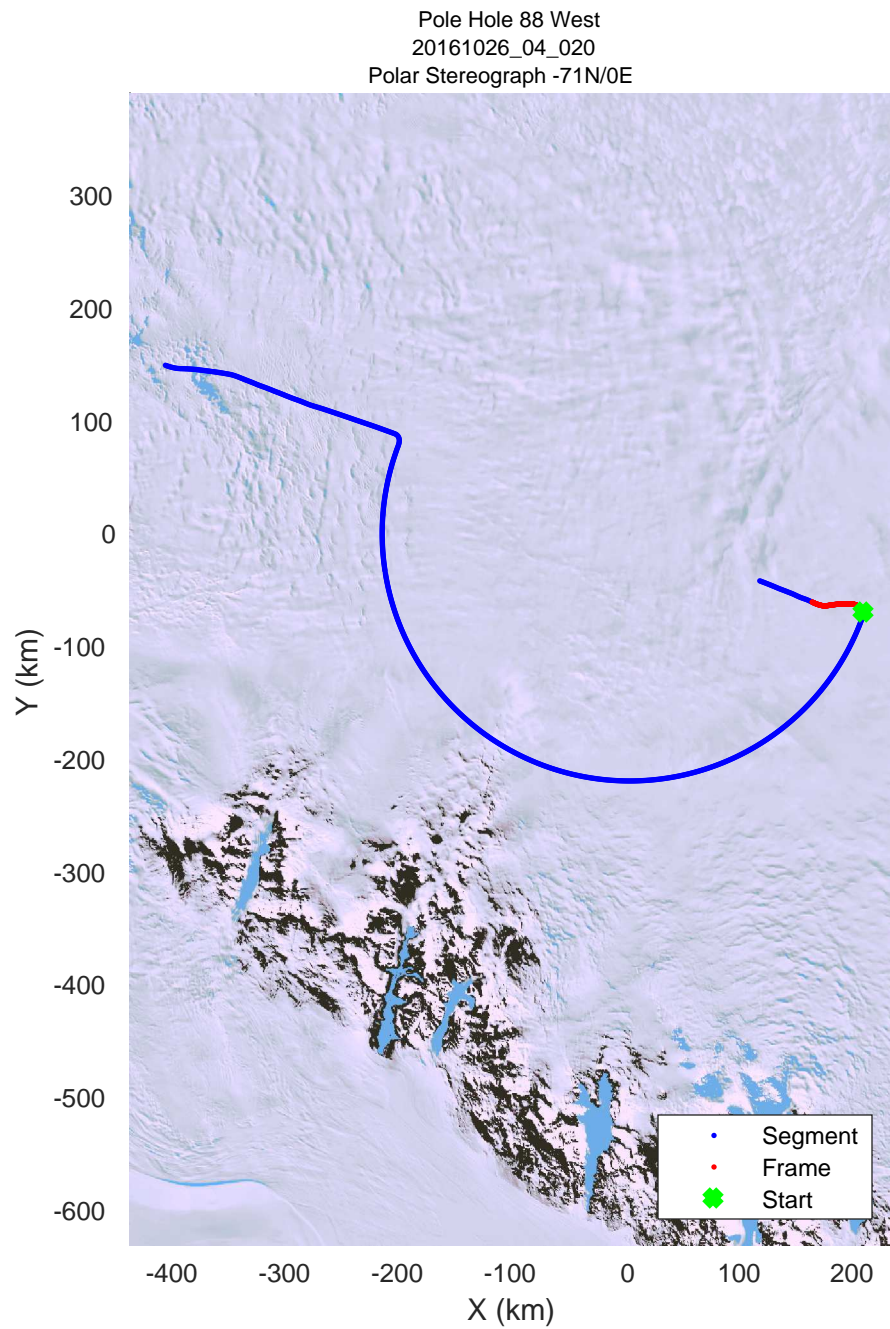 Pole Hole 88 West
20161026_04_020
Polar Stereograph -71N/0E
300
200
100
0
-100
-200
-300
-400
-500
-600
Y (km)
-400 -300 -200 -100 0 100 200
X (km)
Segment
Frame
Start